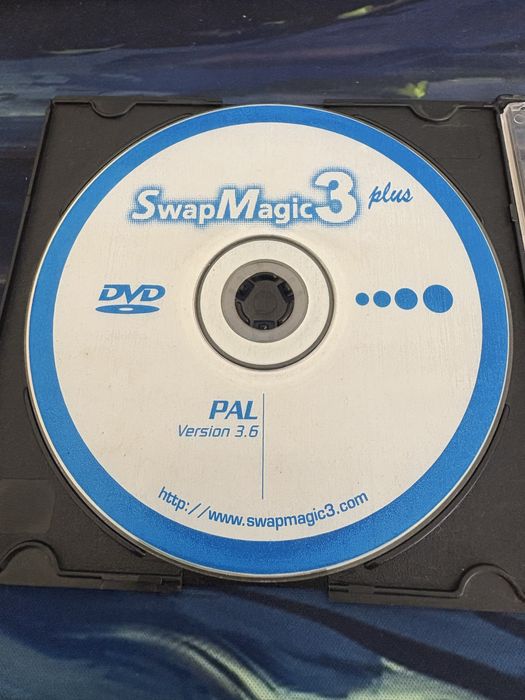 SwapMagic3 plus
DVD
PAL
Version 3.6
http://www.swapmagic3.com